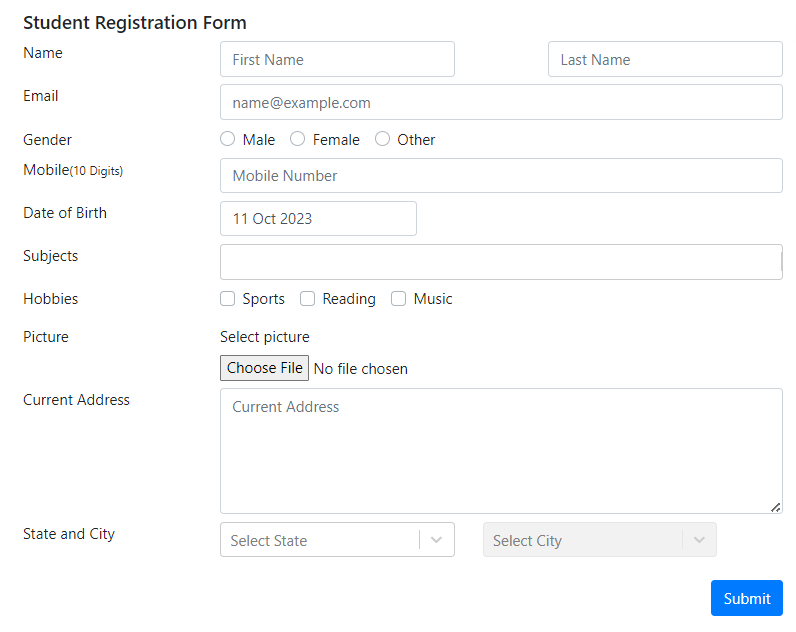 Student Registration Form
Name First Name Last Name
Email name@example.com
Gender Male Female Other
Mobile(10 Digits) Mobile Number
Date of Birth 11 Oct 2023
Subjects
Hobbies Sports Reading Music
Picture Select picture
Choose File No file chosen
Current Address Current Address
State and City Select State Select City
Submit